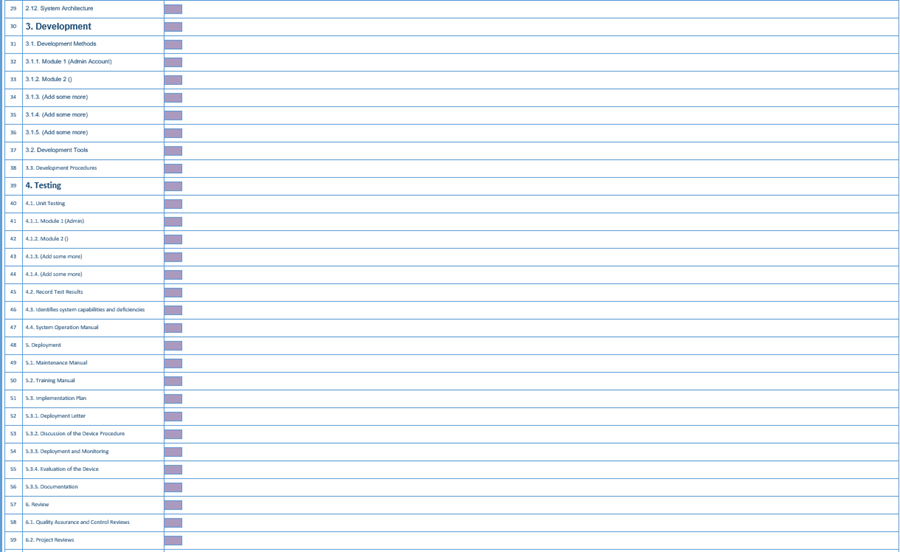 29 2.12. System Architecture
30 3. Development
31 3.1. Development Methods
32 3.1.1. Module 1 (Admin Account)
33 3.1.2. Module 2 ()
34 3.1.3. (Add some more)
35 3.1.4. (Add some more)
36 3.1.5. (Add some more)
37 3.2. Development Tools
38 3.3. Development Procedures
39 4. Testing
40 4.1. Unit Testing
41 4.1.1. Module 1 (Admin)
42 4.1.2. Module 2 ()
43 4.1.3. (Add some more)
44 4.1.4. (Add some more)
45 4.2. Record Test Results
46 4.3. Identifies system capabilities and deficiencies
47 4.4. System Operation Manual
48 5. Deployment
49 5.1. Maintenance Manual
50 5.2. Training Manual
51 5.3. Implementation Plan
52 5.3.1. Deployment Letter
53 5.3.2. Discussion of the Device Procedure
54 5.3.3. Deployment and Monitoring
55 5.3.4. Evaluation of the Device
56 5.3.5. Documentation
57 6. Review
58 6.1. Quality Assurance and Control Reviews
59 6.2. Project Reviews